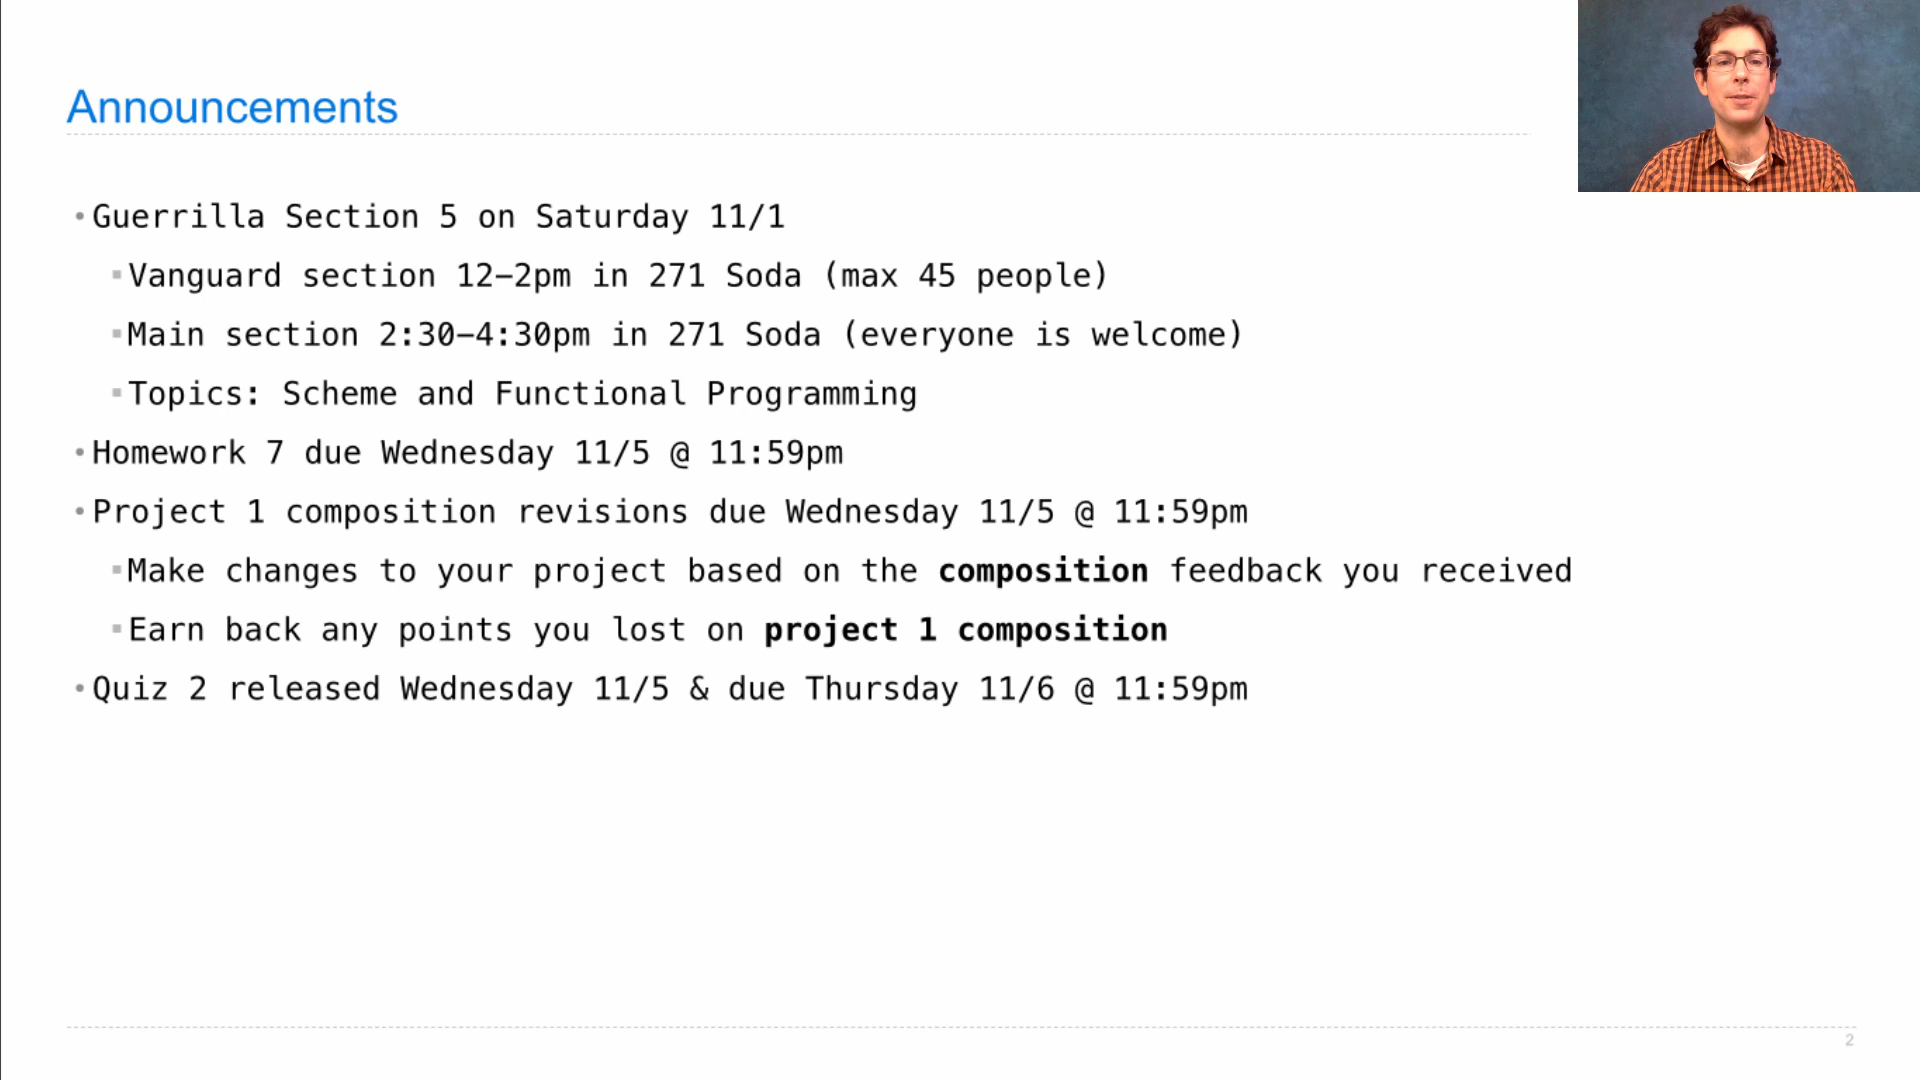 Announcements
•Guerrilla Section 5 on Saturday 11/1
▪Vanguard section 12–2pm in 271 Soda (max 45 people)
▪Main section 2:30–4:30pm in 271 Soda (everyone is welcome)
▪Topics: Scheme and Functional Programming
•Homework 7 due Wednesday 11/5 @ 11:59pm
•Project 1 composition revisions due Wednesday 11/5 @ 11:59pm
▪Make changes to your project based on the composition feedback you received
▪Earn back any points you lost on project 1 composition
•Quiz 2 released Wednesday 11/5 & due Thursday 11/6 @ 11:59pm
2